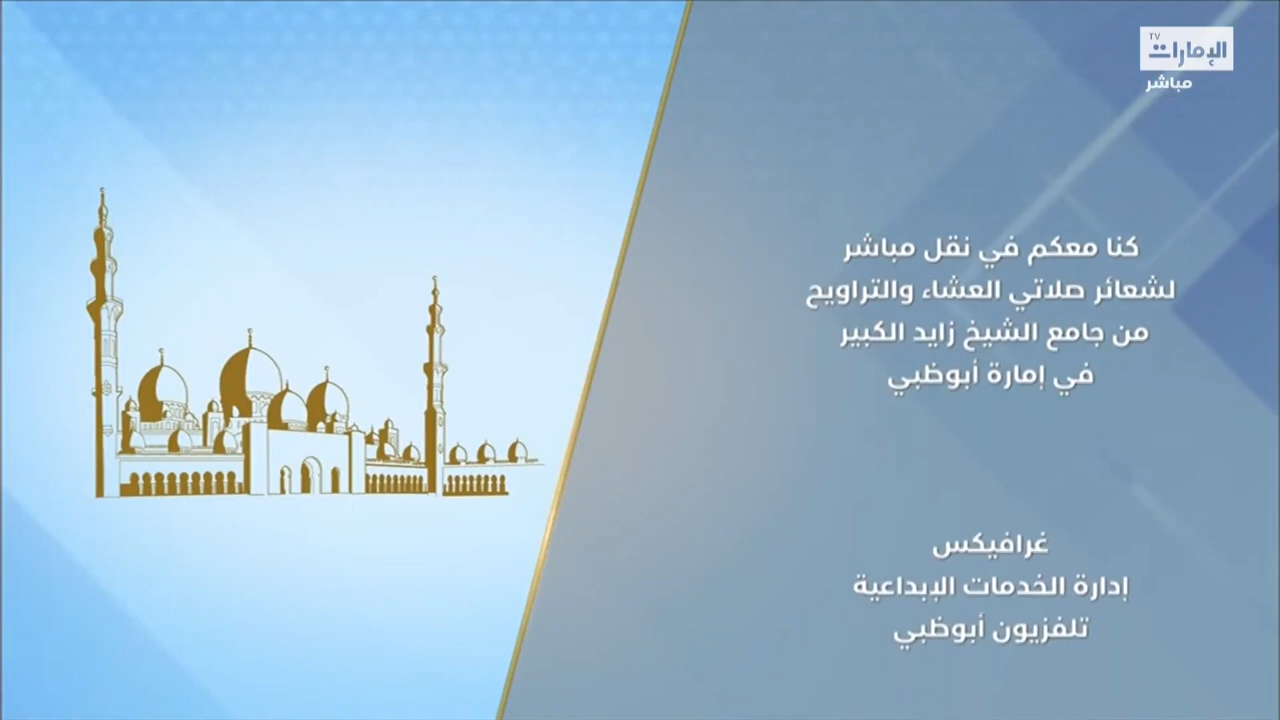 الإمارات
TV
مباشر
كنا معكم في نقل مباشر
لشعائر صلاتي العشاء والتراويح
من جامع الشيخ زايد الكبير
في إمارة أبوظبي
غرافيكس
إدارة الخدمات الإبداعية
تلفزيون أبوظبي